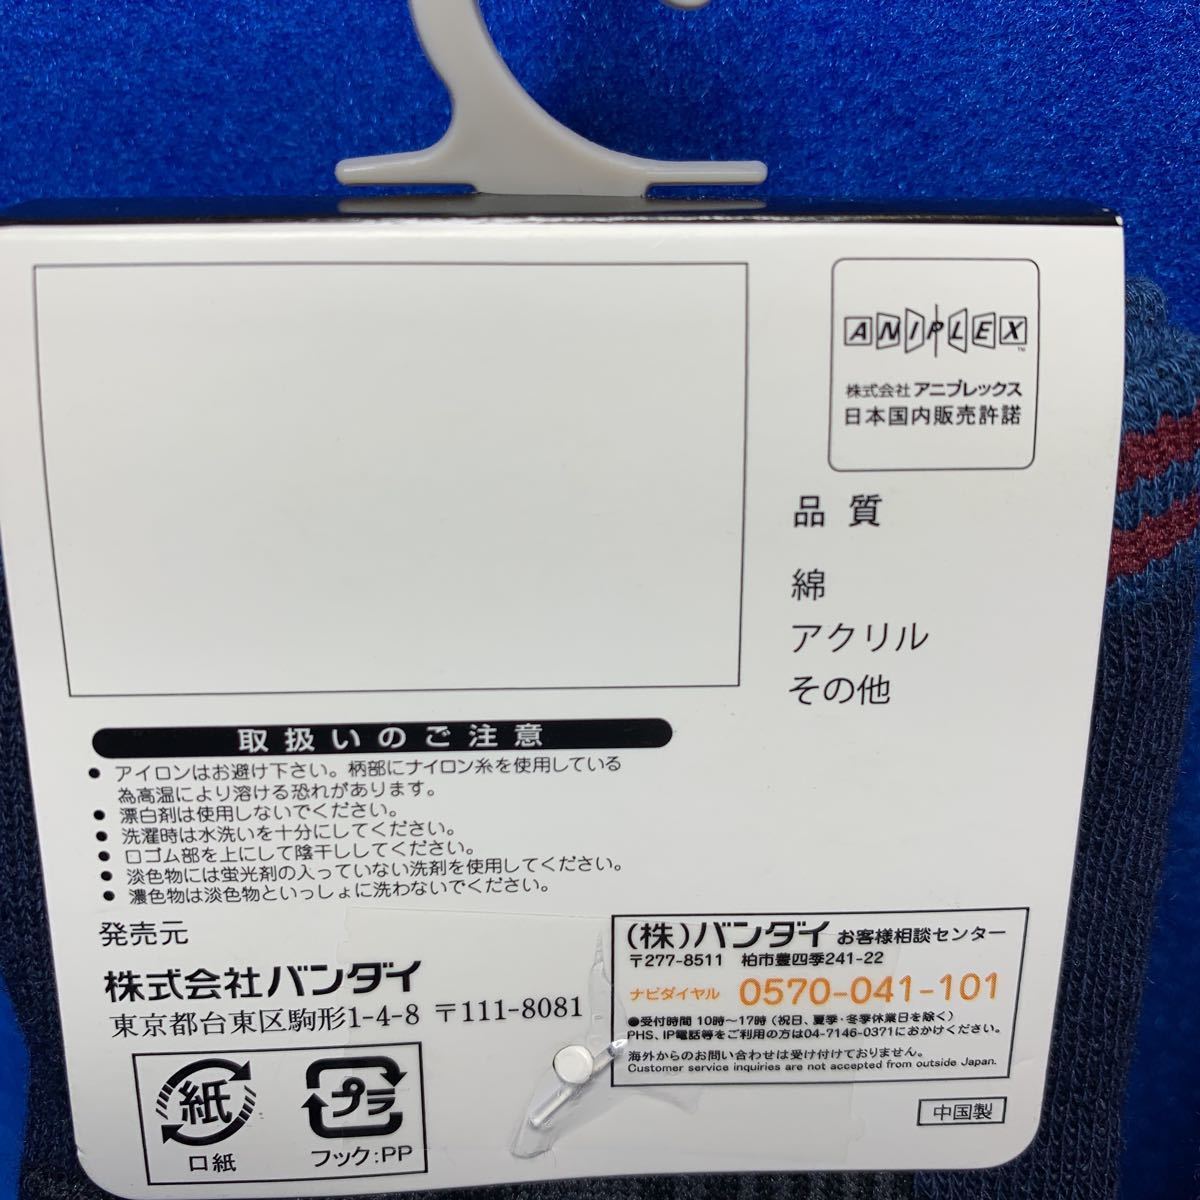 ANIPLEX™
株式会社 アニプレックス
日本国内販売許諾
品 質
綿
アクリル
その他
取扱いのご注意
● アイロンはお避け下さい。柄部にナイロン糸を使用している
為高温により溶ける恐れがあります。
● 漂白剤は使用しないでください。
● 洗濯時は水洗いを十分にしてください。
● 口ゴム部を上にして陰干ししてください。
● 淡色物には蛍光剤の入っていない洗剤を使用してください。
● 濃色物は淡色物といっしょに洗わないでください。
発売元
株式会社バンダイ
東京都台東区駒形1-4-8 〒111-8081
紙
口紙
プラ
フック:PP
(株)バンダイ お客様相談センター
〒277-8511 柏市豊四季241-22
ナビダイヤル 0570-041-101
●受付時間 10時〜17時 (祝日、夏季・冬季休業日を除く)
PHS、IP電話等をご利用の方は04-7146-0371におかけください。
海外からのお問い合わせは受け付けておりません。
Customer service inquiries are not accepted from outside Japan.
中国製